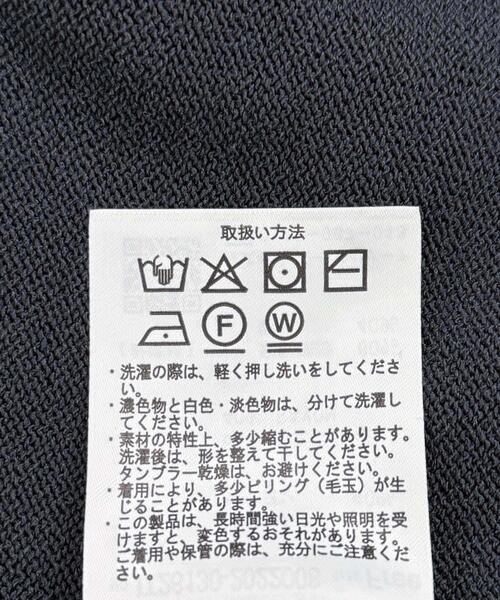 取扱い方法
F W
・洗濯の際は、軽く押し洗いをしてくださ
い。
・濃色物と白色・淡色物は、分けて洗濯し
てください。
・素材の特性上、多少縮むことがあります。
洗濯後は、形を整えて干してください。
タンブラー乾燥は、お避けください。
・着用により、多少ピリング（毛玉）が生
じることがあります。
・この製品は、長時間強い日光や照明を受
けますと、変色するおそれがあります。
ご着用や保管の際は、充分にご注意くださ
い。